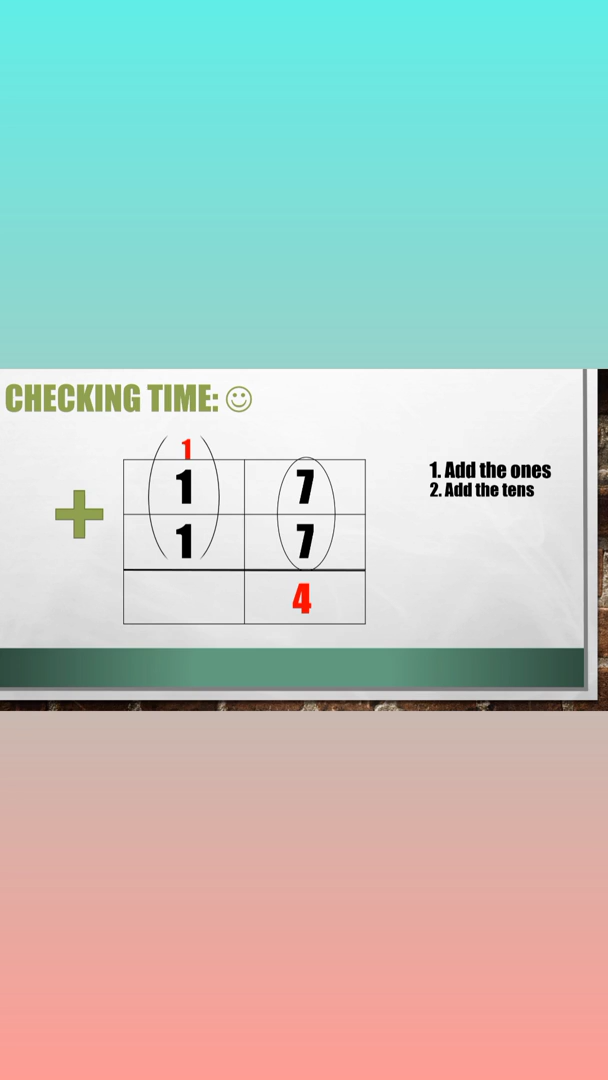 CHECKING TIME: ☺
1
1 7
+
1 7
4
1. Add the ones
2. Add the tens